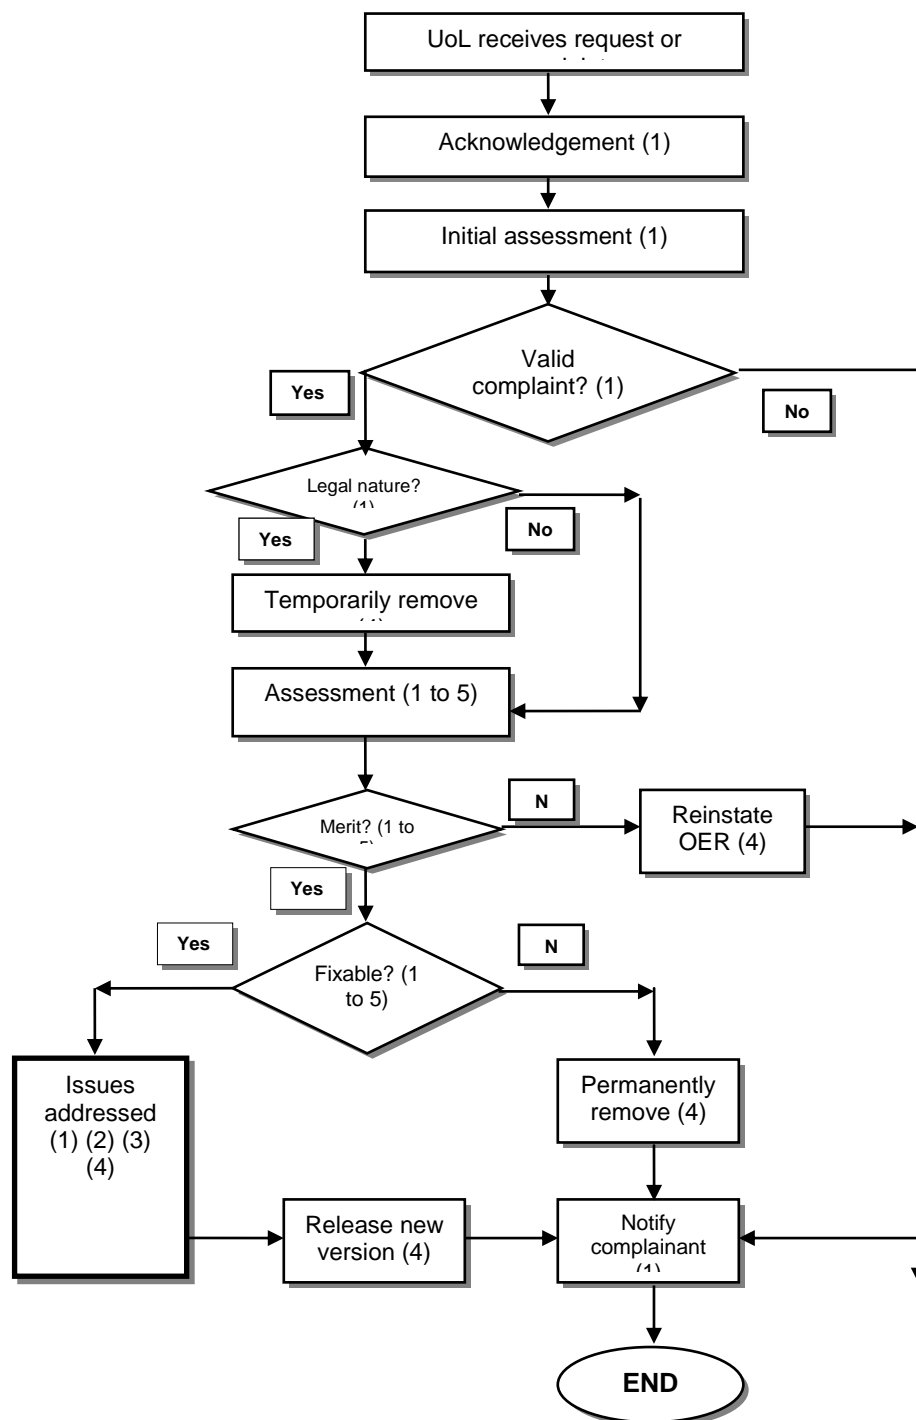 UoL receives request or
Acknowledgement (1)
Initial assessment (1)
Valid
complaint? (1)
Yes
No
Legal nature?
Yes
No
Temporarily remove
Assessment (1 to 5)
N
Merit? (1 to
Reinstate
OER (4)
Yes
Yes
N
Fixable? (1
to 5)
Issues
addressed
(1) (2) (3)
(4)
Permanently
remove (4)
Release new
version (4)
Notify
complainant
END